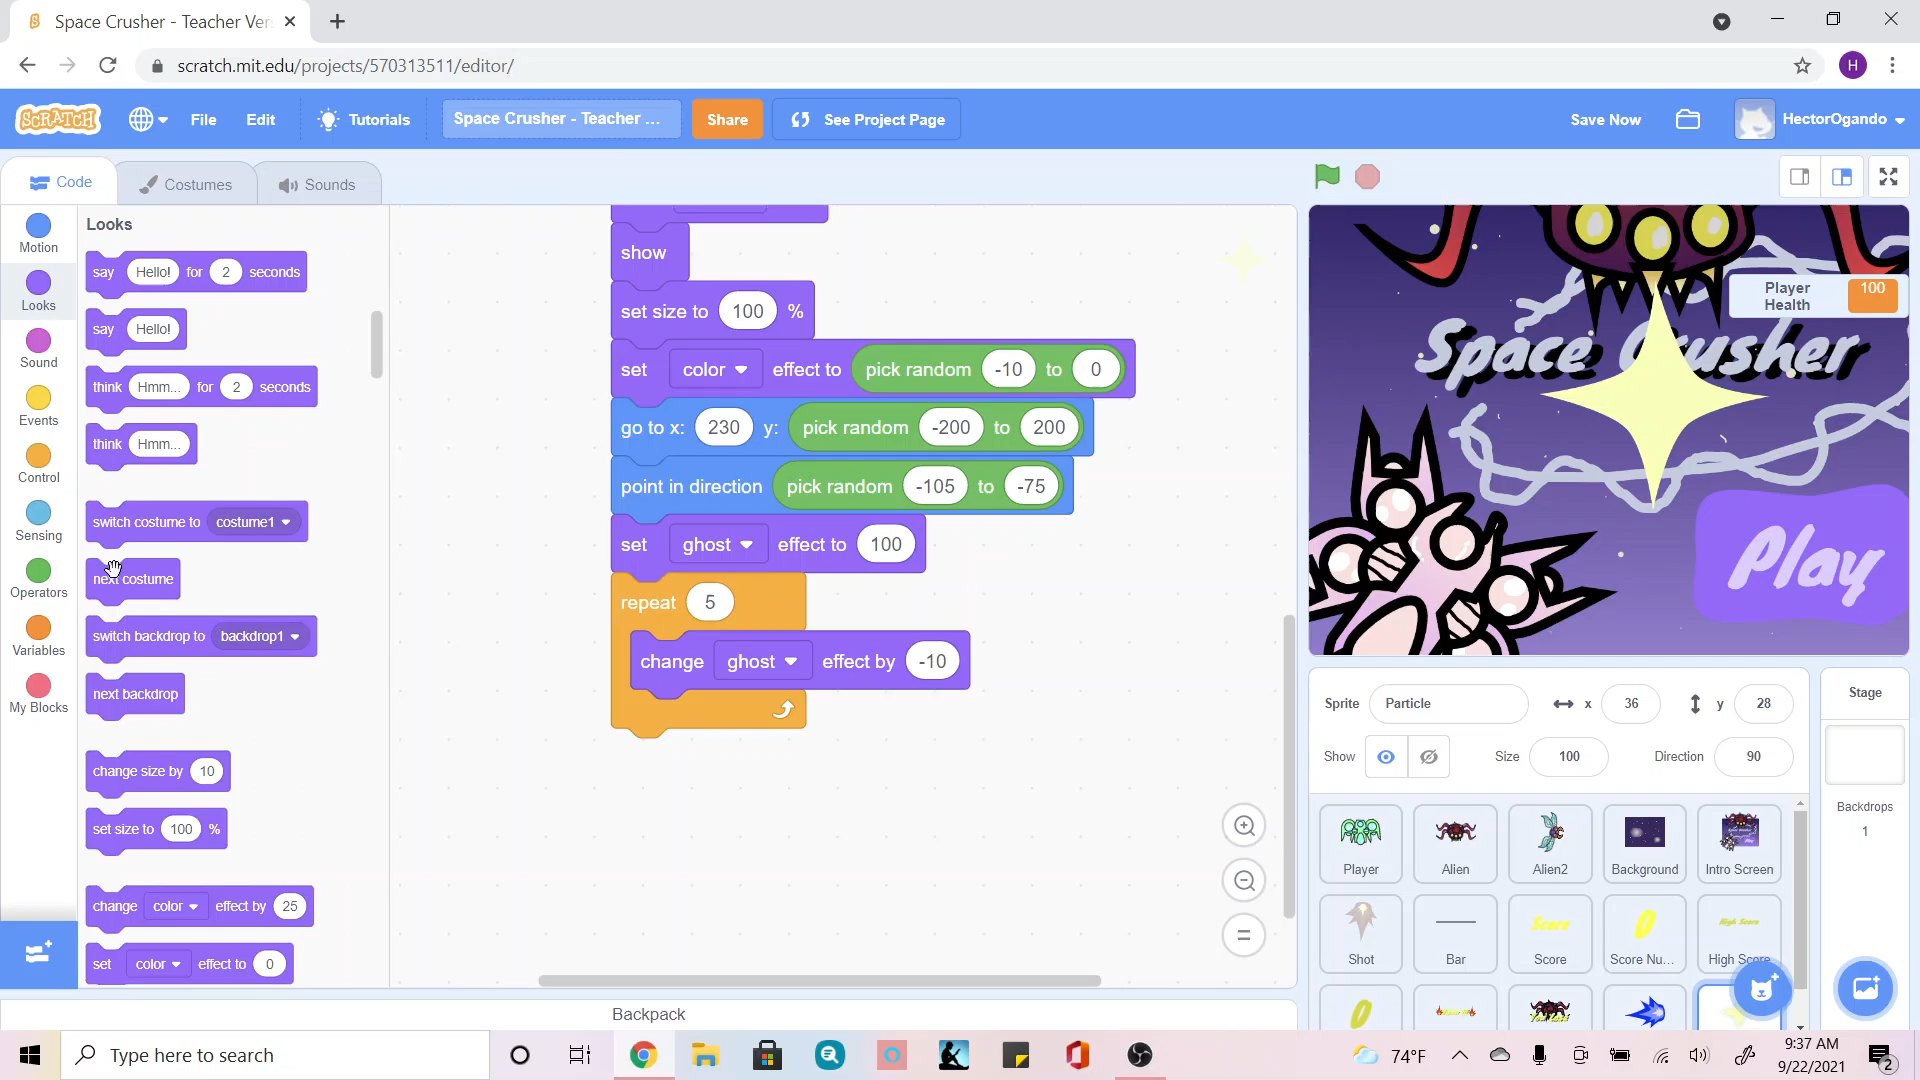 Space Crusher - Teacher Ver
scratch.mit.edu/projects/570313511/editor/
H
SCRATCH
File
Edit
Tutorials
Space Crusher - Teacher ...
Share
See Project Page
Save Now
HectorOgando
Code
Costumes
Sounds
Motion
Looks
Sound
Events
Control
Sensing
Operators
Variables
My Blocks
Looks
say Hello! for 2 seconds
say Hello!
think Hmm... for 2 seconds
think Hmm...
switch costume to costume1
next costume
switch backdrop to backdrop1
next backdrop
change size by 10
set size to 100 %
change color effect by 25
set color effect to 0
show
set size to 100 %
set color effect to pick random -10 to 0
go to x: 230 y: pick random -200 to 200
point in direction pick random -105 to -75
set ghost effect to 100
repeat 5
change ghost effect by -10
Backpack
Player Health 100
Space Crusher
Play
Sprite Particle x 36 y 28
Show Size 100 Direction 90
Stage
Backdrops
1
Player
Alien
Alien2
Background
Intro Screen
Score
High Score
Shot
Bar
Score
Score Nu...
High Score
Type here to search
74°F
9:37 AM
9/22/2021
2